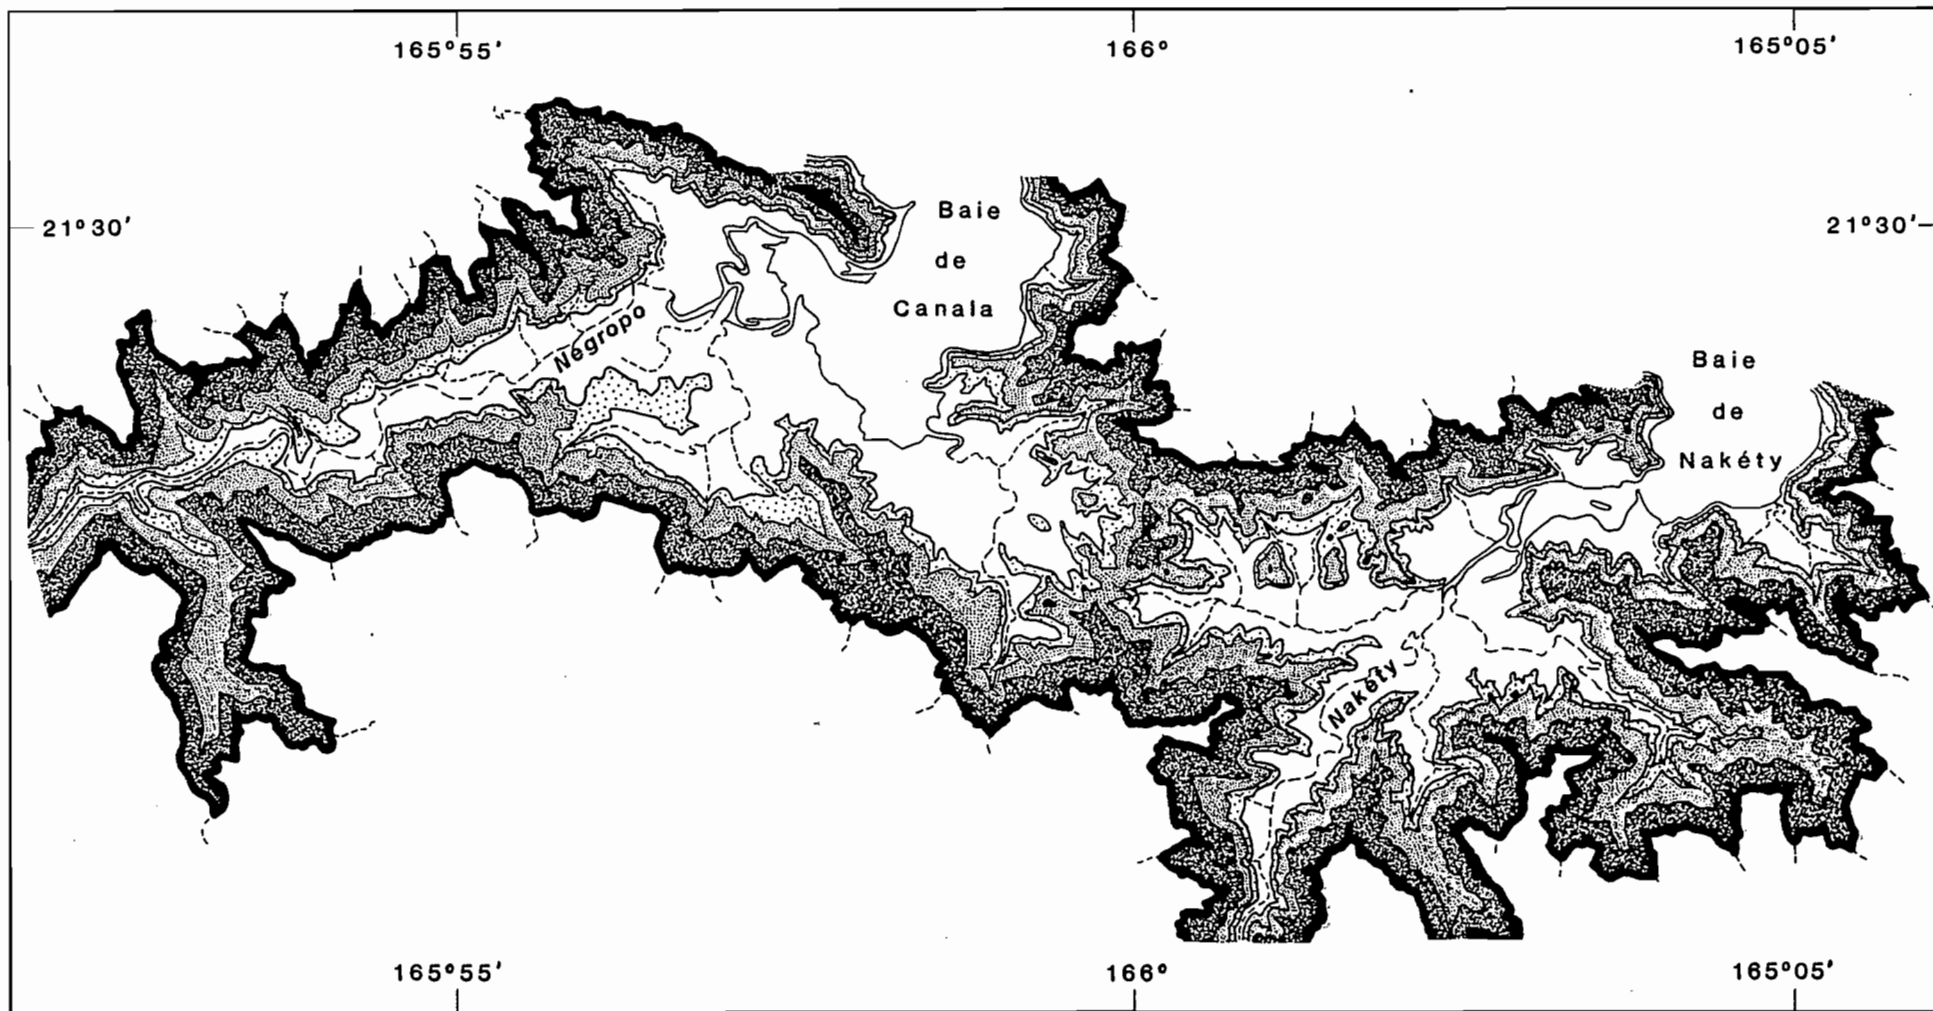 165°55'
166°
165°05'
21°30'
21°30'
Baie
de
Canala
Négropo
Baie
de
Nakéty
Nakéty
165°55'
166°
165°05'